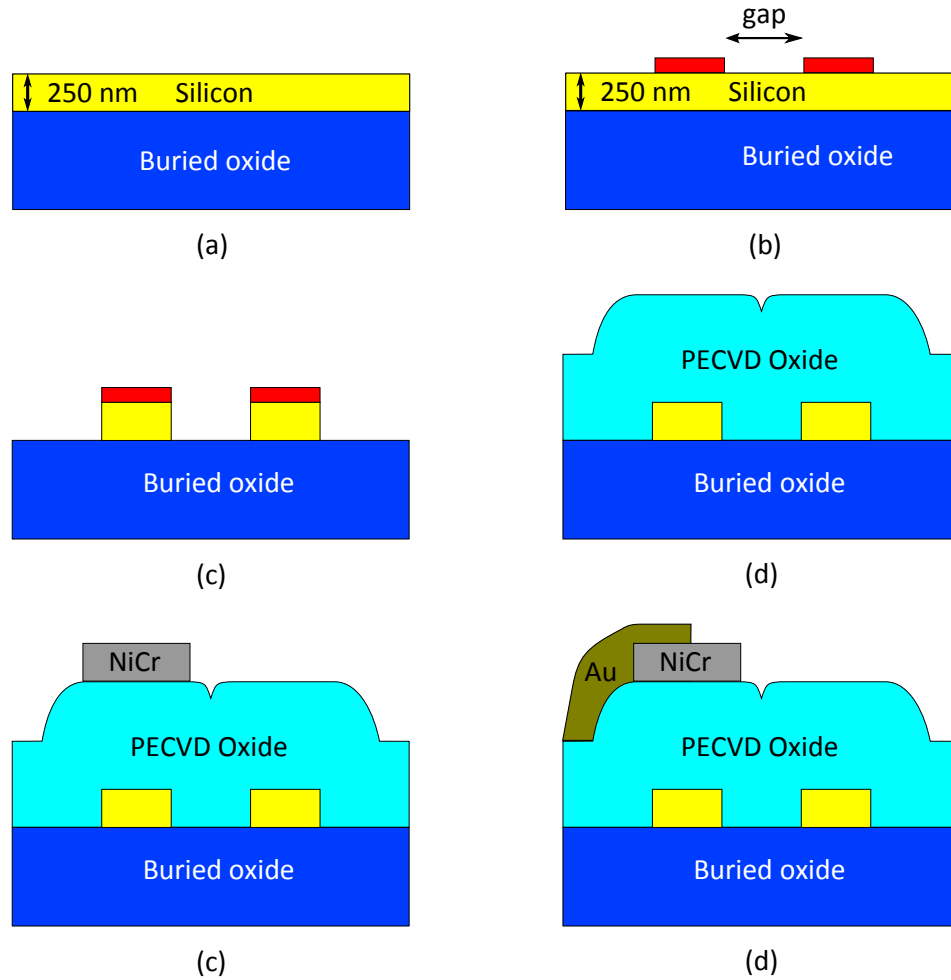 gap
250 nm Silicon
Buried oxide
(a)
250 nm Silicon
Buried oxide
(b)
Buried oxide
(c)
PECVD Oxide
Buried oxide
(d)
NiCr
PECVD Oxide
Buried oxide
(c)
Au
NiCr
PECVD Oxide
Buried oxide
(d)